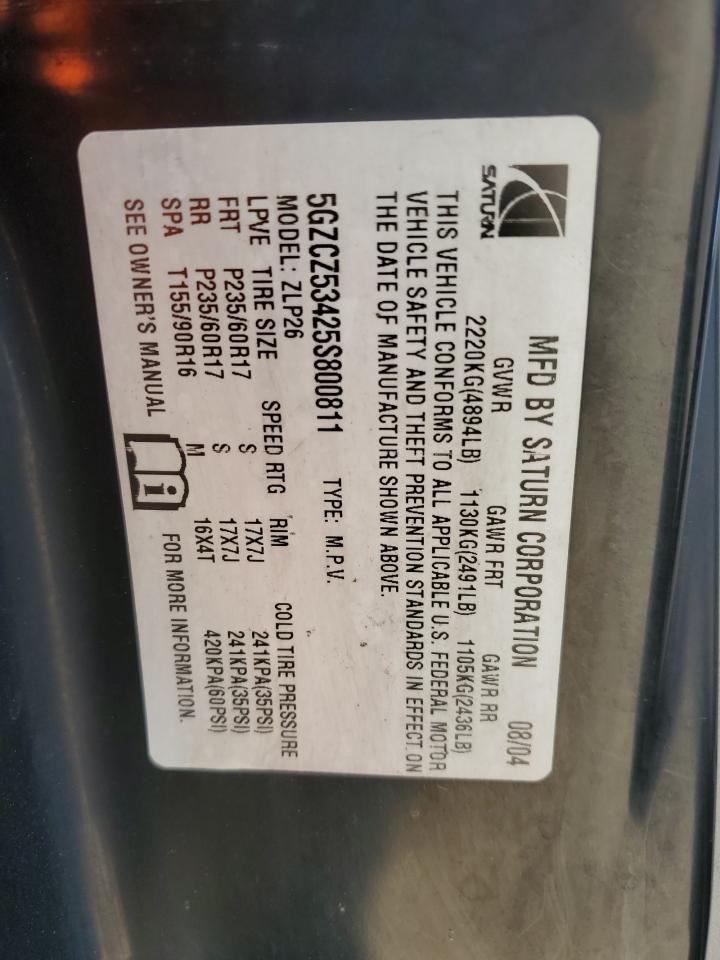 SATURN
MFD BY SATURN CORPORATION 08/04
GVWR GAWR FRT GAWR RR
2220KG(4894LB) 1130KG(2491LB) 1105KG(2436LB)
THIS VEHICLE CONFORMS TO ALL APPLICABLE U.S. FEDERAL MOTOR
VEHICLE SAFETY AND THEFT PREVENTION STANDARDS IN EFFECT ON
THE DATE OF MANUFACTURE SHOWN ABOVE.
5GZCZ53425S800811 TYPE: M.P.V.
MODEL: ZLP26
LPVE TIRE SIZE SPEED RTG RIM COLD TIRE PRESSURE
FRT P235/60R17 S 17X7J 241KPA(35PSI)
RR P235/60R17 S 17X7J 241KPA(35PSI)
SPA T155/90R16 M 16X4T 420KPA(60PSI)
SEE OWNER'S MANUAL i FOR MORE INFORMATION.